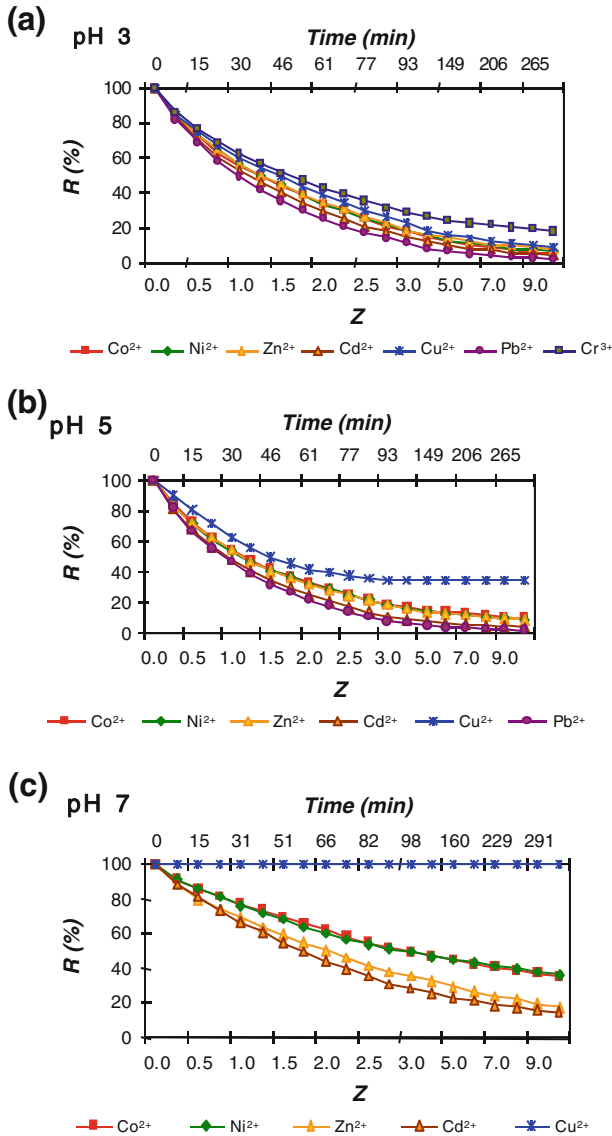 (a)
pH 3
Time (min)
0 15 30 46 61 77 93 149 206 265
100
80
60
40
20
0
R (%)
0.0 0.5 1.0 1.5 2.0 2.5 3.0 5.0 7.0 9.0
Z
Co²⁺ Ni²⁺ Zn²⁺ Cd²⁺ Cu²⁺ Pb²⁺ Cr³⁺
(b)
pH 5
Time (min)
0 15 30 46 61 77 93 149 206 265
100
80
60
40
20
0
R (%)
0.0 0.5 1.0 1.5 2.0 2.5 3.0 5.0 7.0 9.0
Z
Co²⁺ Ni²⁺ Zn²⁺ Cd²⁺ Cu²⁺ Pb²⁺
(c)
pH 7
Time (min)
0 15 31 51 66 82 98 160 229 291
100
80
60
40
20
0
R (%)
0.0 0.5 1.0 1.5 2.0 2.5 3.0 5.0 7.0 9.0
Z
Co²⁺ Ni²⁺ Zn²⁺ Cd²⁺ Cu²⁺